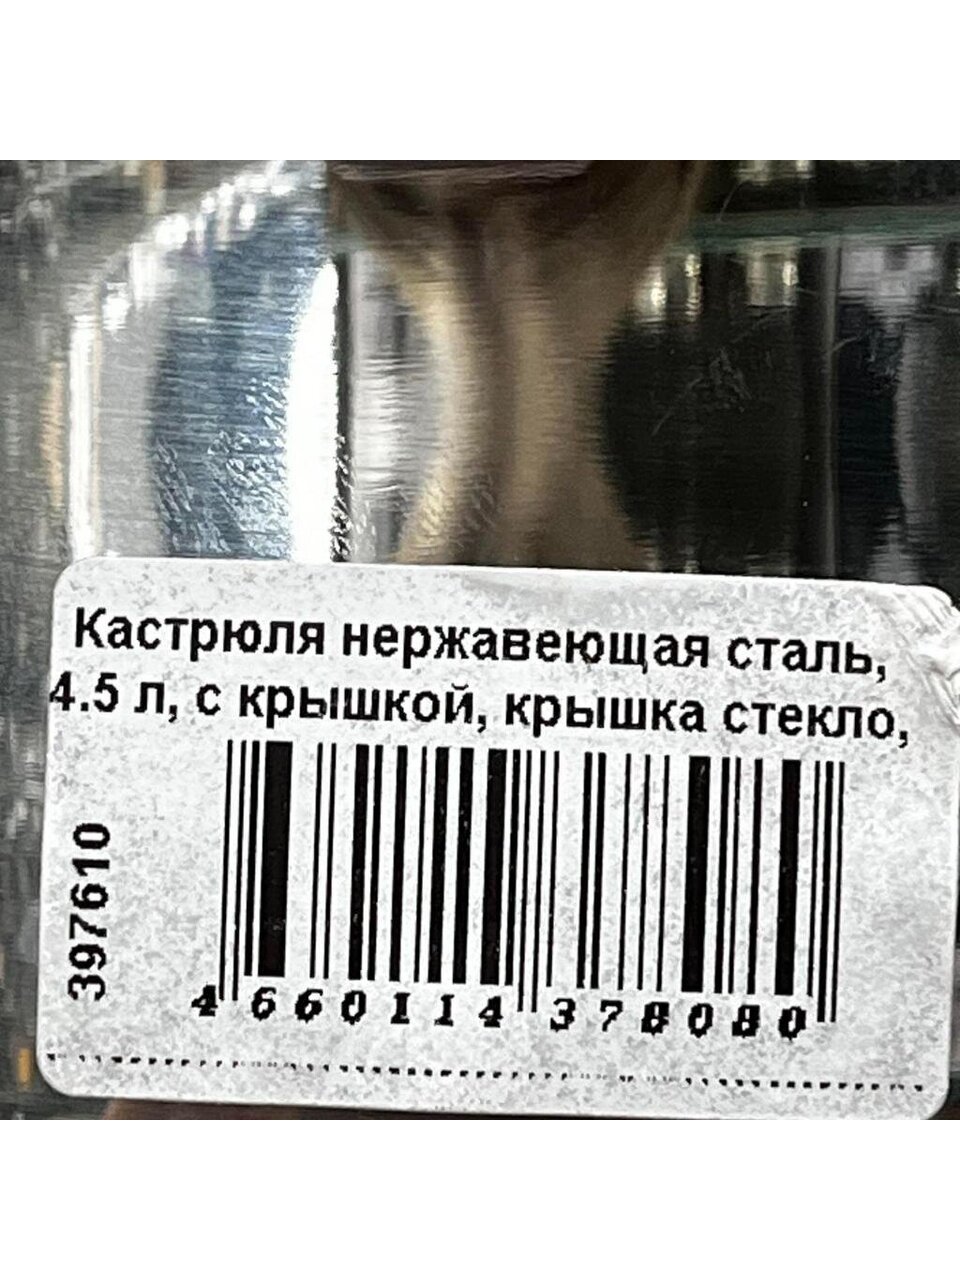 Кастрюля нержавеющая сталь,
4.5 л, с крышкой, крышка стекло,
397610
4 660114 378080